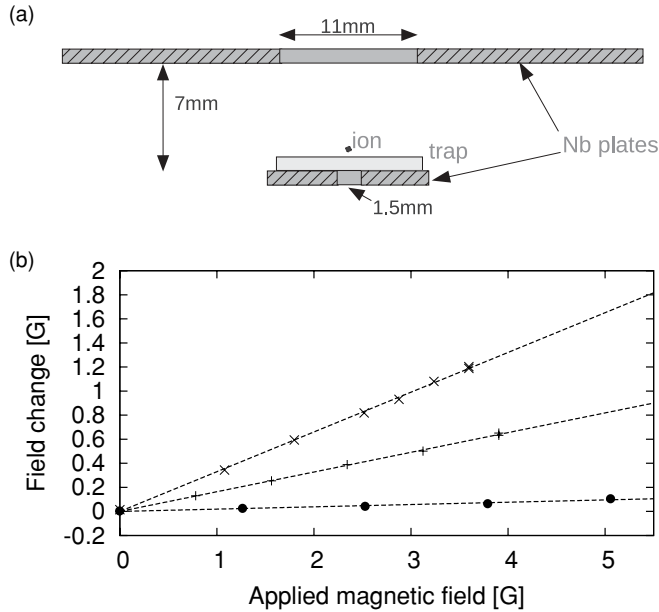 (a)
11mm
7mm
ion
trap
Nb plates
1.5mm
(b)
2
1.8
1.6
1.4
1.2
1
0.8
0.6
0.4
0.2
0
-0.2
Field change [G]
0 1 2 3 4 5
Applied magnetic field [G]